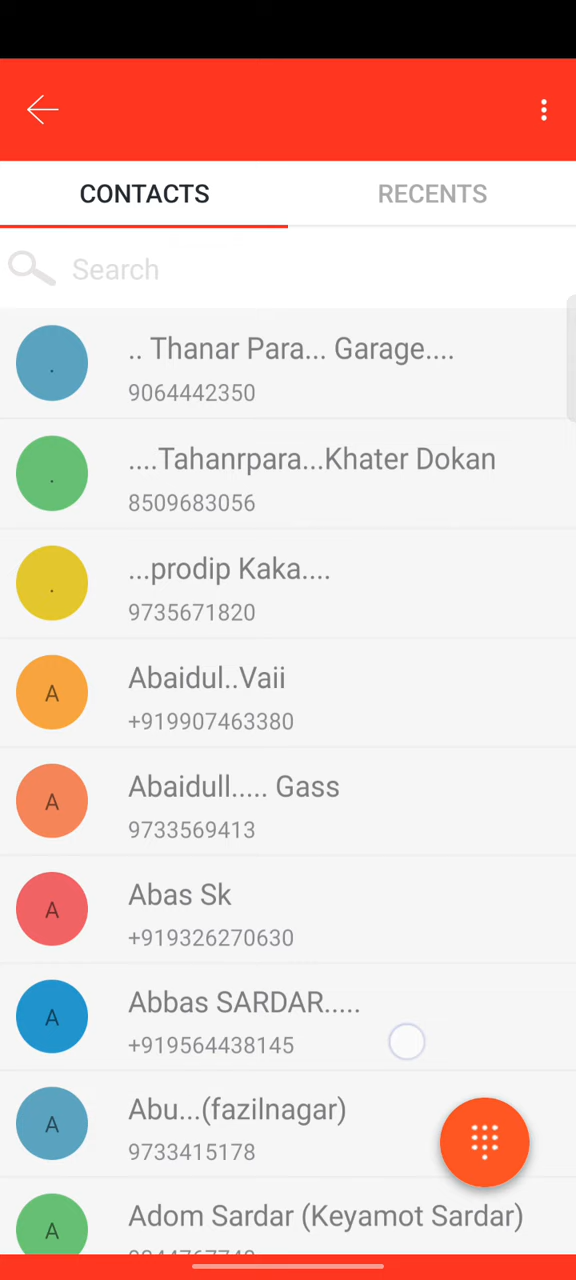 CONTACTS RECENTS
Search
.. Thanar Para... Garage....
9064442350
....Tahanrpara...Khater Dokan
8509683056
...prodip Kaka....
9735671820
A Abaidul..Vaii
+919907463380
A Abaidull..... Gass
9733569413
A Abas Sk
+919326270630
A Abbas SARDAR.....
+919564438145
A Abu...(fazilnagar)
9733415178
A Adom Sardar (Keyamot Sardar)